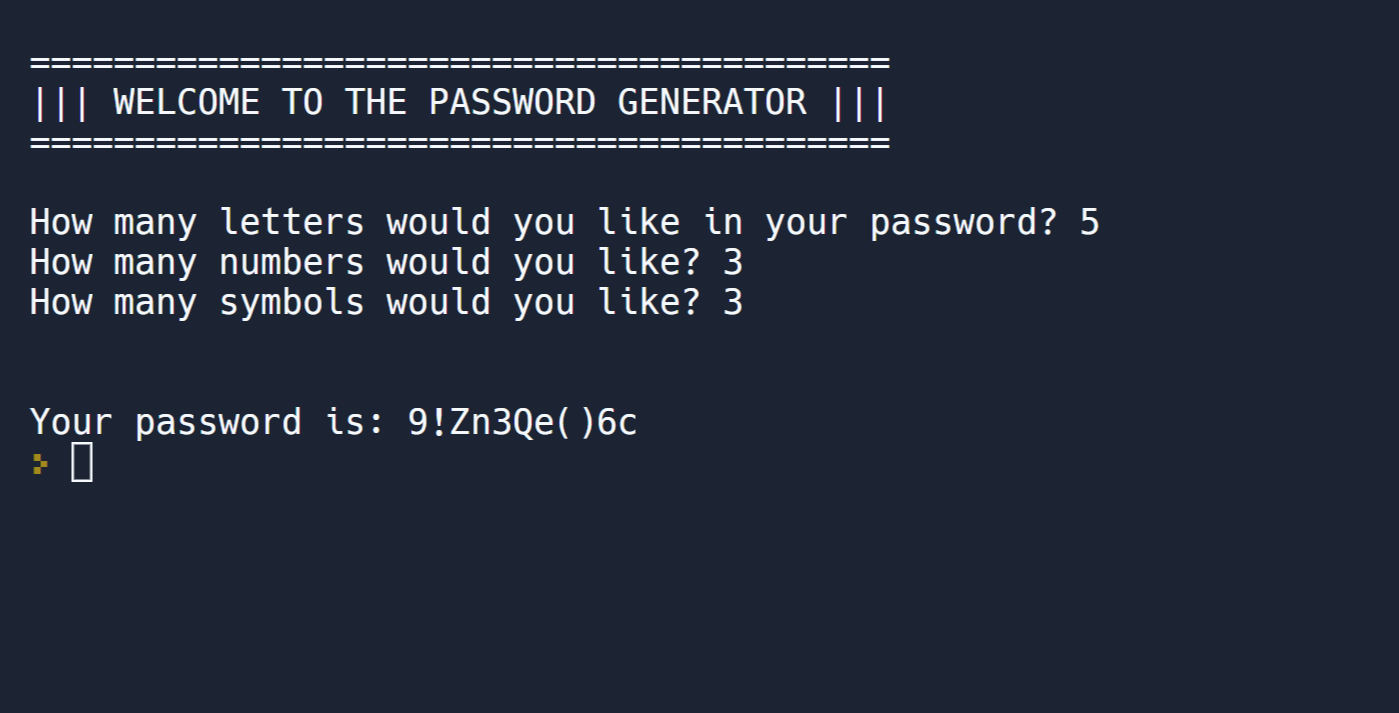 =========================================
||| WELCOME TO THE PASSWORD GENERATOR |||
=========================================
How many letters would you like in your password? 5
How many numbers would you like? 3
How many symbols would you like? 3
Your password is: 9!Zn3Qe()6c
>